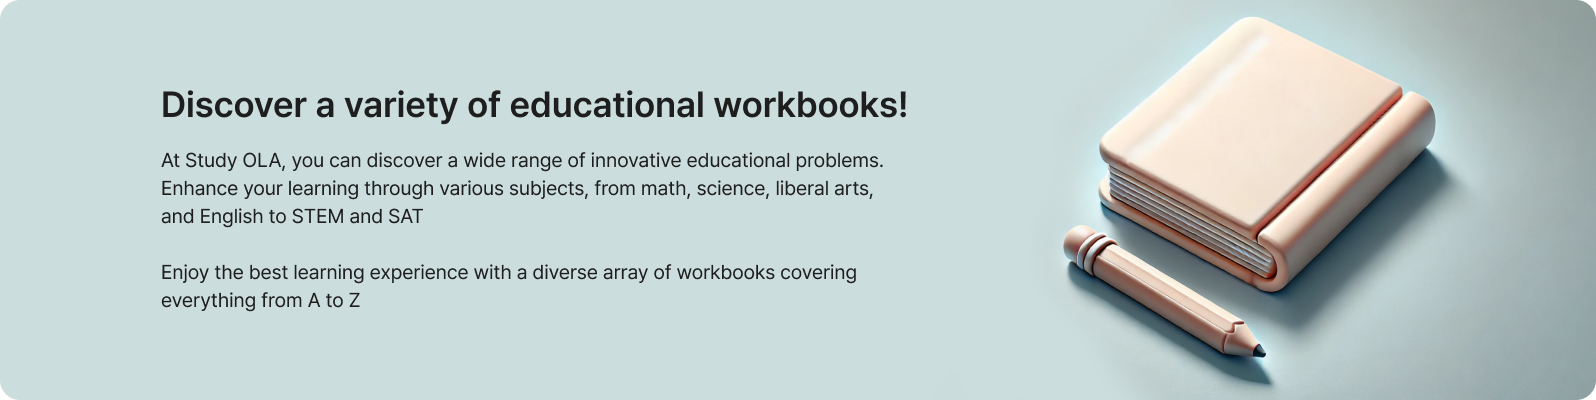 Discover a variety of educational workbooks!
At Study OLA, you can discover a wide range of innovative educational problems.
Enhance your learning through various subjects, from math, science, liberal arts,
and English to STEM and SAT
Enjoy the best learning experience with a diverse array of workbooks covering
everything from A to Z